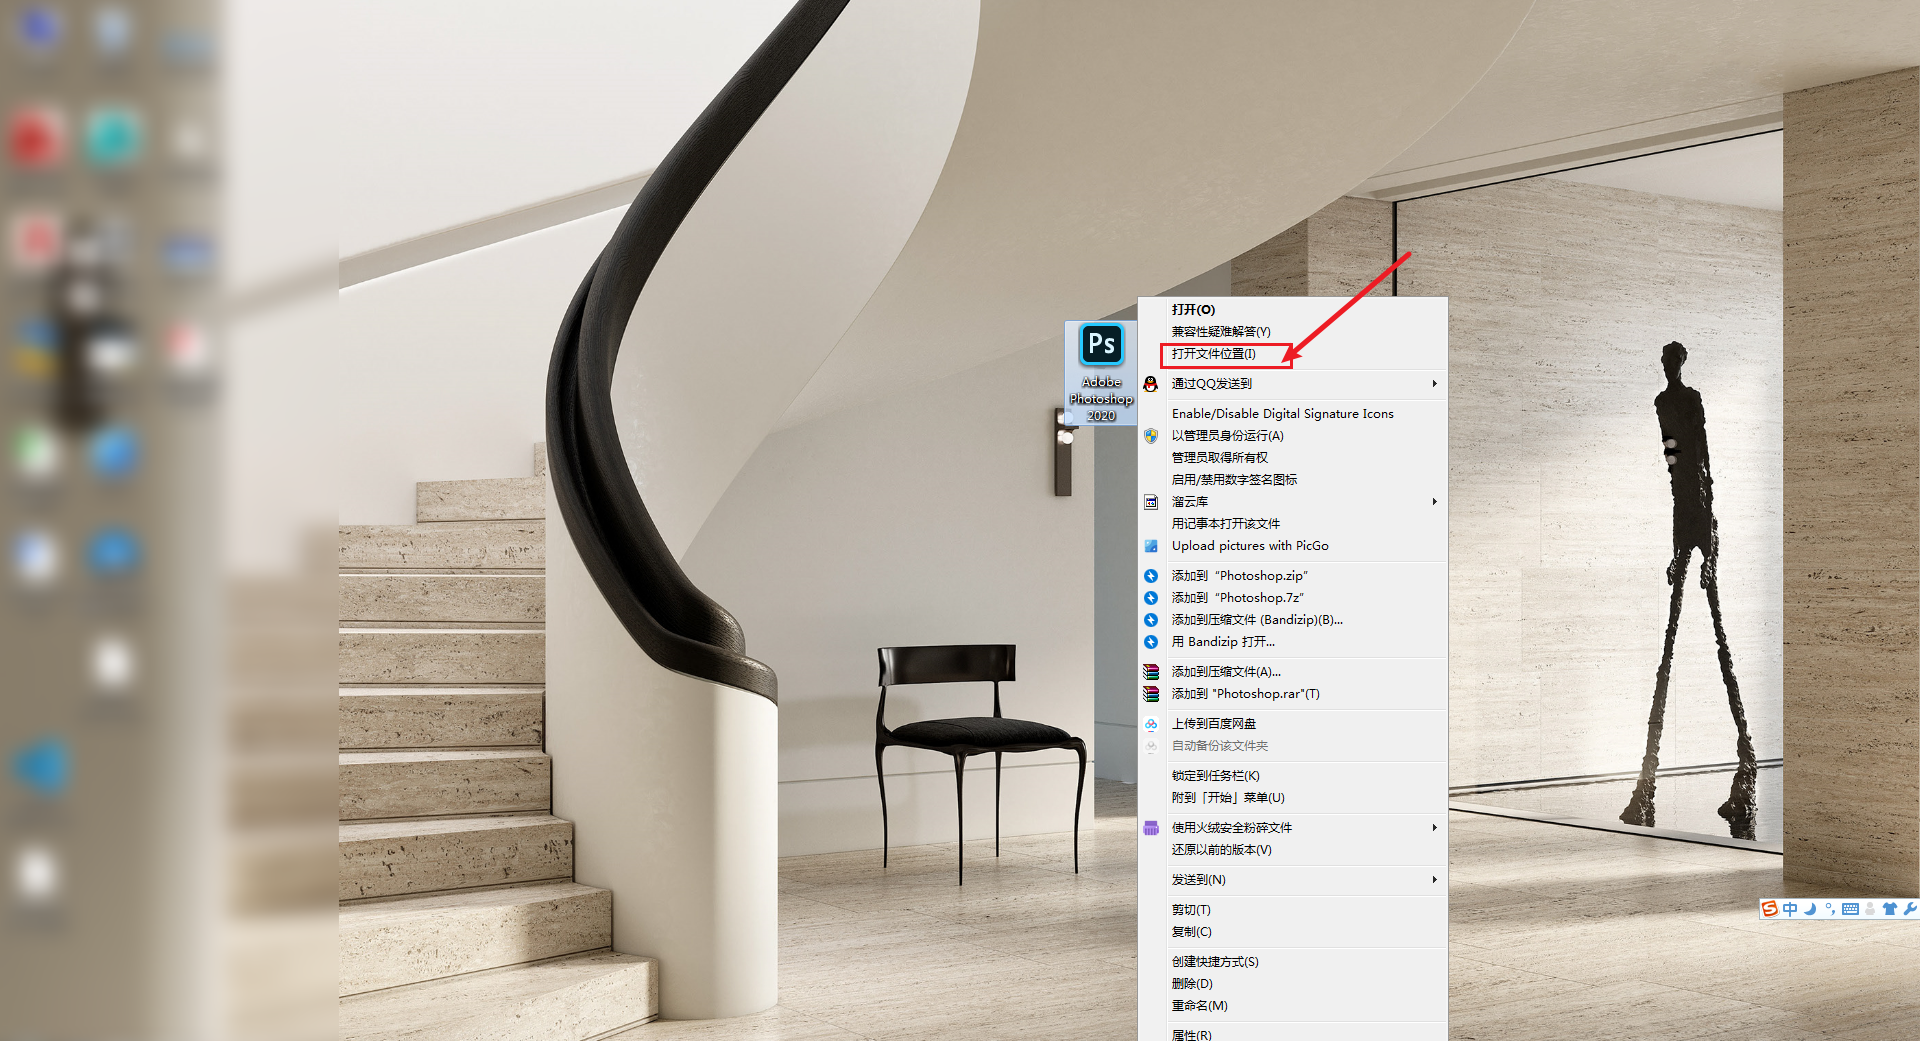 Ps
Adobe
Photoshop
2020
打开(O)
兼容性疑难解答(Y)
打开文件位置(I)
通过QQ发送到
Enable/Disable Digital Signature Icons
以管理员身份运行(A)
管理员取得所有权
启用/禁用数字签名图标
溜云库
用记事本打开该文件
Upload pictures with PicGo
添加到 “Photoshop.zip”
添加到 “Photoshop.7z”
添加到压缩文件 (Bandizip)(B)...
用 Bandizip 打开...
添加到压缩文件(A)...
添加到 "Photoshop.rar"(T)
上传到百度网盘
自动备份该文件夹
锁定到任务栏(K)
附到「开始」菜单(U)
使用火绒安全粉碎文件
还原以前的版本(V)
发送到(N)
剪切(T)
复制(C)
创建快捷方式(S)
删除(D)
重命名(M)
属性(R)
中